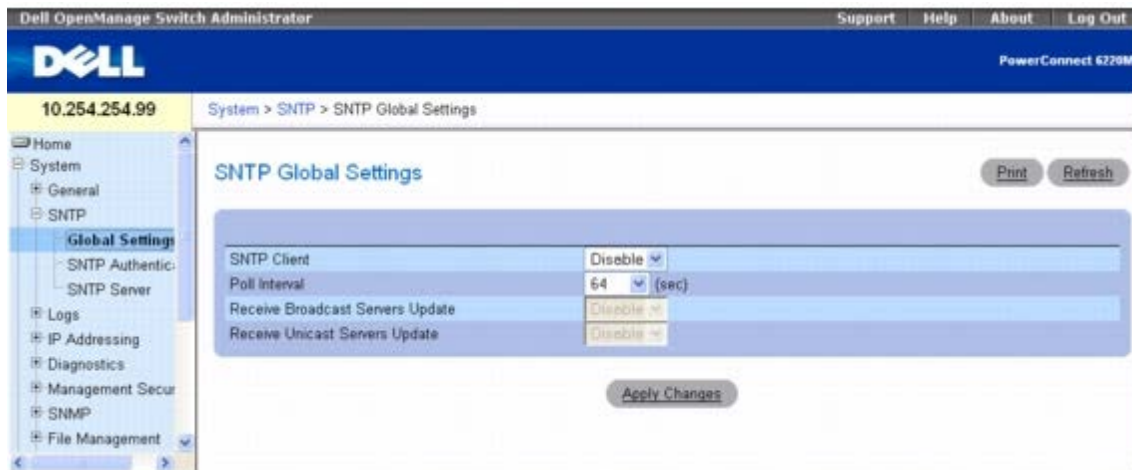 Dell OpenManage Switch Administrator
Support Help About Log Out
DELL
PowerConnect 6220M
10.254.254.99
System > SNTP > SNTP Global Settings
Home
System
General
SNTP
Global Settings
SNTP Authentic
SNTP Server
Logs
IP Addressing
Diagnostics
Management Secur
SNMP
File Management
SNTP Global Settings
Print Refresh
SNTP Client Disable
Poll Interval 64 (sec)
Receive Broadcast Servers Update Disable
Receive Unicast Servers Update Disable
Apply Changes